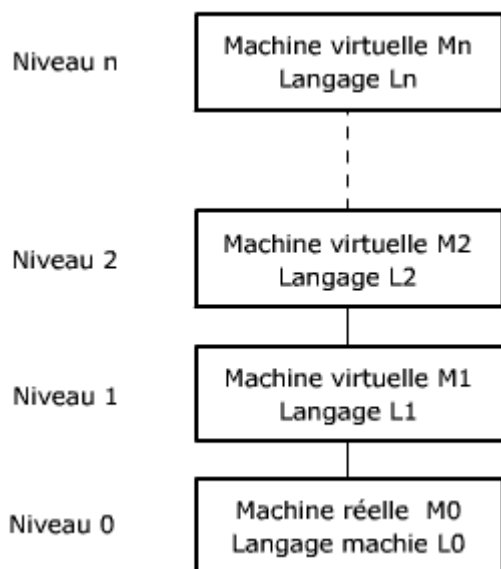 Niveau n
Machine virtuelle Mn
Langage Ln
Niveau 2
Machine virtuelle M2
Langage L2
Niveau 1
Machine virtuelle M1
Langage L1
Niveau 0
Machine réelle M0
Langage machie L0